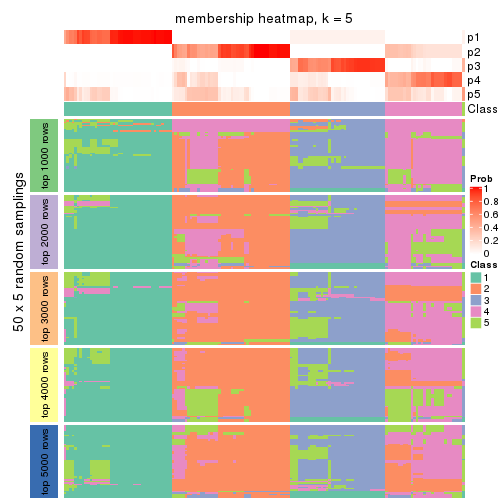 membership heatmap, k = 5
p1
p2
p3
p4
p5
Class
50 x 5 random samplings
top 1000 rows
top 2000 rows
top 3000 rows
top 4000 rows
top 5000 rows
Prob
1
0.8
0.6
0.4
0.2
0
Class
1
2
3
4
5